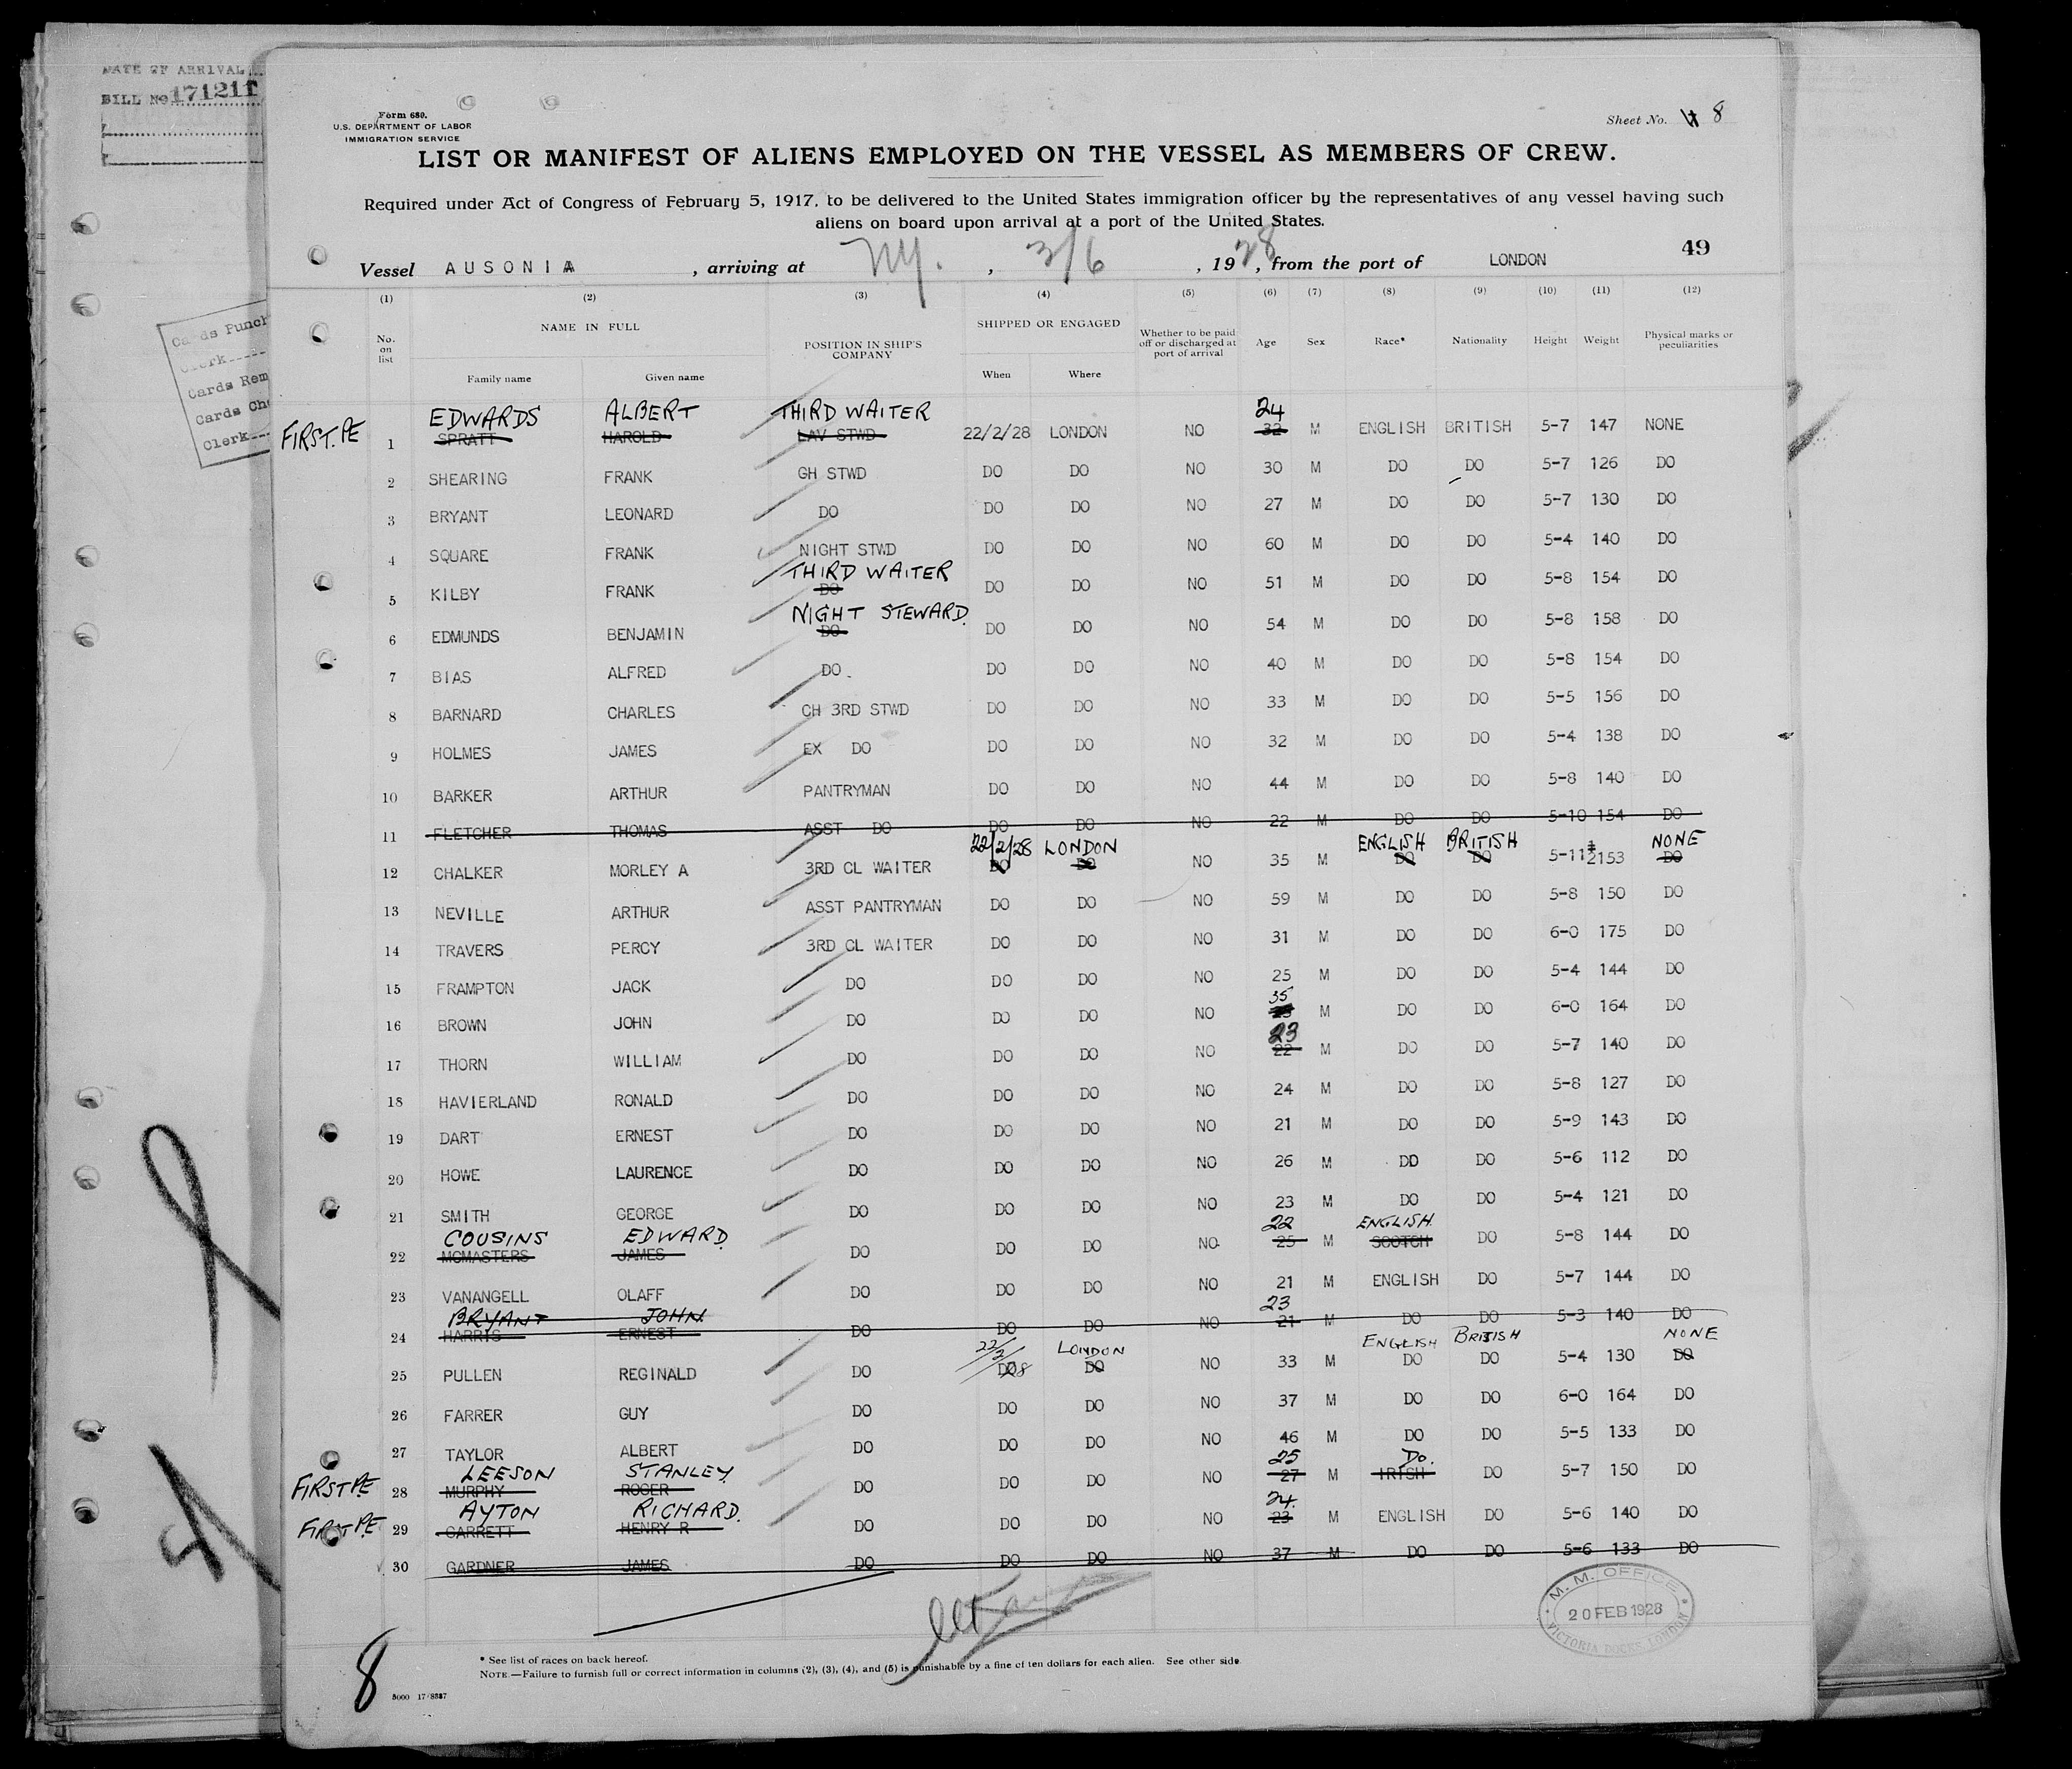 DATE OF ARRIVAL
BILL No 171211
Cards Punch
Clerk
Cards Rem
Cards Che
Clerk
Form 680.
U.S. DEPARTMENT OF LABOR
IMMIGRATION SERVICE
Sheet No. 8
LIST OR MANIFEST OF ALIENS EMPLOYED ON THE VESSEL AS MEMBERS OF CREW.
Required under Act of Congress of February 5, 1917, to be delivered to the United States immigration officer by the representatives of any vessel having such
aliens on board upon arrival at a port of the United States.
49
Vessel AUSONIA , arriving at N.Y. , 3/6 , 1928, from the port of LONDON
(1) (2) (3) (4) (5) (6) (7) (8) (9) (10) (11) (12)
No. on list NAME IN FULL POSITION IN SHIP'S COMPANY SHIPPED OR ENGAGED Whether to be paid off or discharged at port of arrival Age Sex Race* Nationality Height Weight Physical marks or peculiarities
Family name Given name When Where
EDWARDS ALBERT THIRD WAITER 24
FIRST. PE 1 SPRATT HAROLD LAV STWD 22/2/28 LONDON NO 32 M ENGLISH BRITISH 5-7 147 NONE
2 SHEARING FRANK GH STWD DO DO NO 30 M DO DO 5-7 126 DO
3 BRYANT LEONARD DO DO DO NO 27 M DO DO 5-7 130 DO
4 SQUARE FRANK NIGHT STWD DO DO NO 60 M DO DO 5-4 140 DO
THIRD WAITER
5 KILBY FRANK DO DO DO NO 51 M DO DO 5-8 154 DO
NIGHT STEWARD.
6 EDMUNDS BENJAMIN DO DO DO NO 54 M DO DO 5-8 158 DO
7 BIAS ALFRED DO. DO DO NO 40 M DO DO 5-8 154 DO
8 BARNARD CHARLES CH 3RD STWD DO DO NO 33 M DO DO 5-5 156 DO
9 HOLMES JAMES EX DO DO DO NO 32 M DO DO 5-4 138 DO
10 BARKER ARTHUR PANTRYMAN DO DO NO 44 M DO DO 5-8 140 DO
11 FLETCHER THOMAS ASST DO DO DO NO 22 M DO DO 5-10 154 DO
22/2/28 LONDON ENGLISH BRITISH NONE
12 CHALKER MORLEY A 3RD CL WAITER DO DO NO 35 M DO DO 5-11½ 153 DO
13 NEVILLE ARTHUR ASST PANTRYMAN DO DO NO 59 M DO DO 5-8 150 DO
14 TRAVERS PERCY 3RD CL WAITER DO DO NO 31 M DO DO 6-0 175 DO
15 FRAMPTON JACK DO DO DO NO 25 M DO DO 5-4 144 DO
35
16 BROWN JOHN DO DO DO NO M DO DO 6-0 164 DO
23
17 THORN WILLIAM DO DO DO NO 22 M DO DO 5-7 140 DO
18 HAVIERLAND RONALD DO DO DO NO 24 M DO DO 5-8 127 DO
19 DART ERNEST DO DO DO NO 21 M DO DO 5-9 143 DO
20 HOWE LAURENCE DO DO DO NO 26 M DD DO 5-6 112 DO
21 SMITH GEORGE DO DO DO NO 23 M DO DO 5-4 121 DO
COUSINS EDWARD. 22 ENGLISH.
22 MCMASTERS JAMES DO DO DO NO 25 M SCOTCH DO 5-8 144 DO
23 VANANGELL OLAFF DO DO DO NO 21 M ENGLISH DO 5-7 144 DO
BRYANT JOHN 23
24 HARRIS ERNEST DO DO DO NO 21 M DO DO 5-3 140 DO
22/2/28 LONDON ENGLISH BRITISH NONE
25 PULLEN REGINALD DO DO DO NO 33 M DO DO 5-4 130 DO
26 FARRER GUY DO DO DO NO 37 M DO DO 6-0 164 DO
27 TAYLOR ALBERT DO DO DO NO 46 M DO DO 5-5 133 DO
LEESON STANLEY. 25 DO.
FIRST PE 28 MURPHY ROGER DO DO DO NO 27 M IRISH DO 5-7 150 DO
AYTON RICHARD. 24.
FIRST P.E 29 GARRETT HENRY R DO DO DO NO 23 M ENGLISH DO 5-6 140 DO
30 GARDNER JAMES DO DO DO NO 37 M DO DO 5-6 133 DO
M. M. OFFICE
20 FEB 1928
VICTORIA DOCKS, LONDON
* See list of races on back hereof.
NOTE.—Failure to furnish full or correct information in columns (2), (3), (4), and (5) is punishable by a fine of ten dollars for each alien. See other side.
8